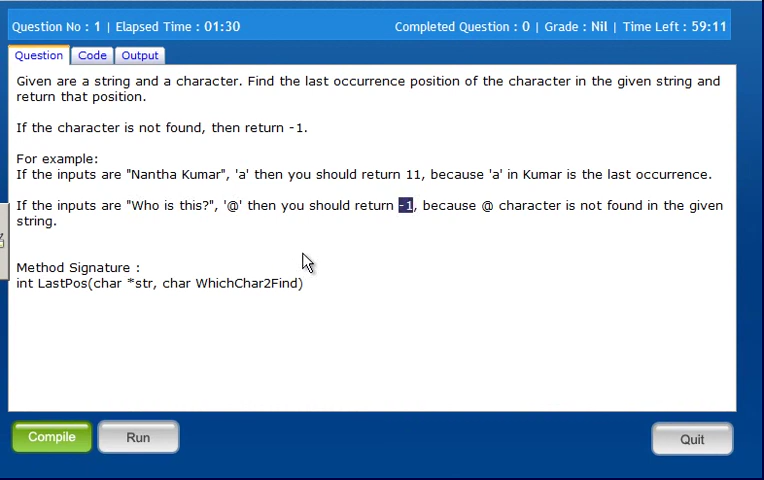 Question No : 1 | Elapsed Time : 01:30
Completed Question : 0 | Grade : Nil | Time Left : 59:11
Question Code Output
Given are a string and a character. Find the last occurrence position of the character in the given string and
return that position.
If the character is not found, then return -1.
For example:
If the inputs are "Nantha Kumar", 'a' then you should return 11, because 'a' in Kumar is the last occurrence.
If the inputs are "Who is this?", '@' then you should return -1, because @ character is not found in the given
string.
Method Signature :
int LastPos(char *str, char WhichChar2Find)
Compile Run Quit